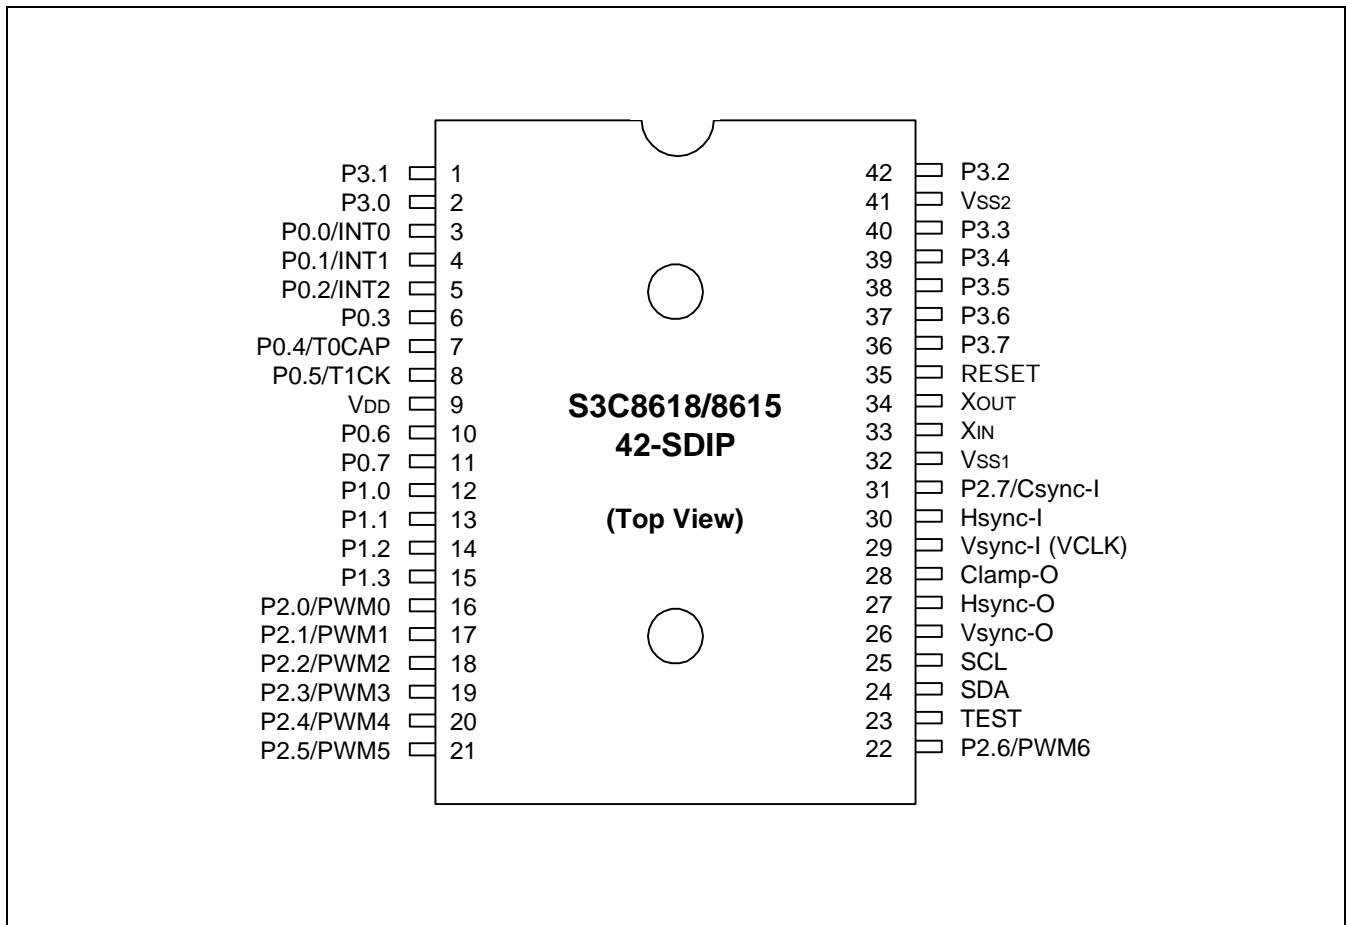 P3.1 1 42 P3.2
P3.0 2 41 VSS2
P0.0/INT0 3 40 P3.3
P0.1/INT1 4 39 P3.4
P0.2/INT2 5 38 P3.5
P0.3 6 37 P3.6
P0.4/T0CAP 7 36 P3.7
P0.5/T1CK 8 35 RESET
VDD 9 34 XOUT
P0.6 10 33 XIN
P0.7 11 32 VSS1
P1.0 12 31 P2.7/Csync-I
P1.1 13 30 Hsync-I
P1.2 14 29 Vsync-I (VCLK)
P1.3 15 28 Clamp-O
P2.0/PWM0 16 27 Hsync-O
P2.1/PWM1 17 26 Vsync-O
P2.2/PWM2 18 25 SCL
P2.3/PWM3 19 24 SDA
P2.4/PWM4 20 23 TEST
P2.5/PWM5 21 22 P2.6/PWM6
S3C8618/8615
42-SDIP
(Top View)